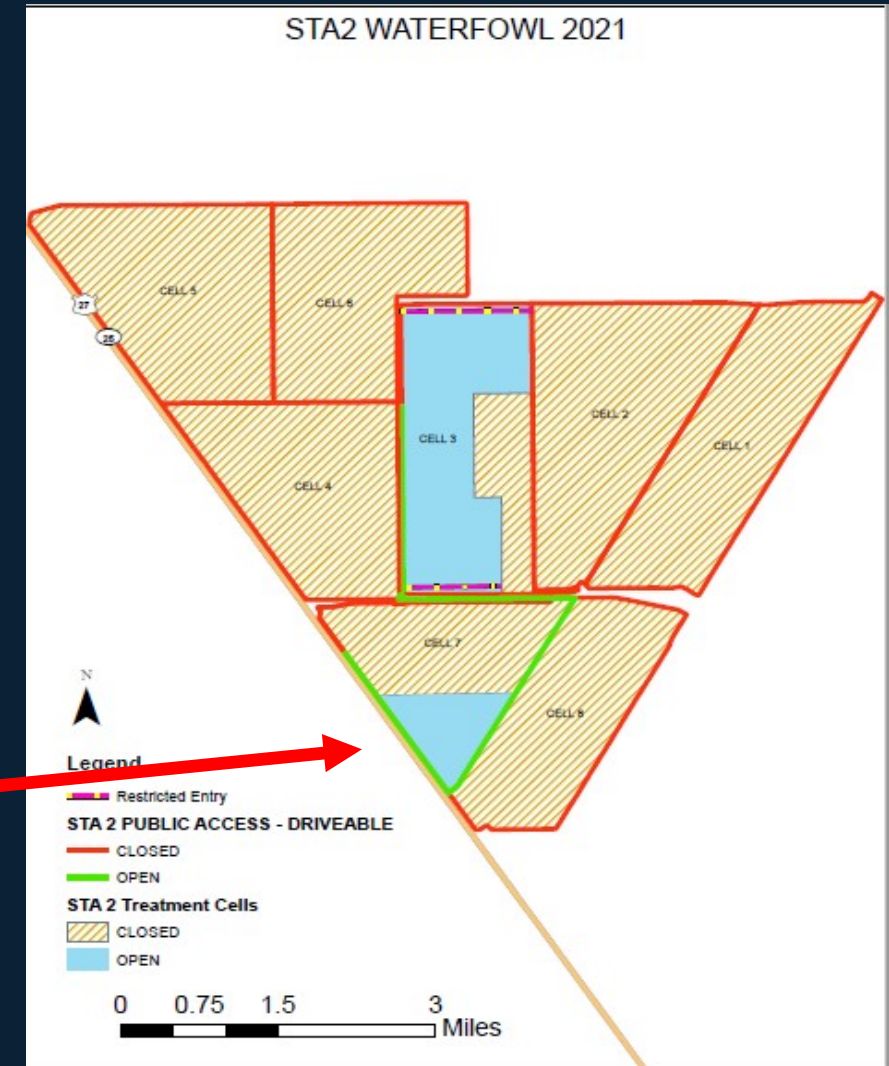 STA2 WATERFOWL 2021
CELL 5
CELL 6
27
25
CELL 3
CELL 2
CELL 1
CELL 4
CELL 7
CELL 8
N
Legend
Restricted Entry
STA 2 PUBLIC ACCESS - DRIVEABLE
CLOSED
OPEN
STA 2 Treatment Cells
CLOSED
OPEN
0 0.75 1.5 3
Miles